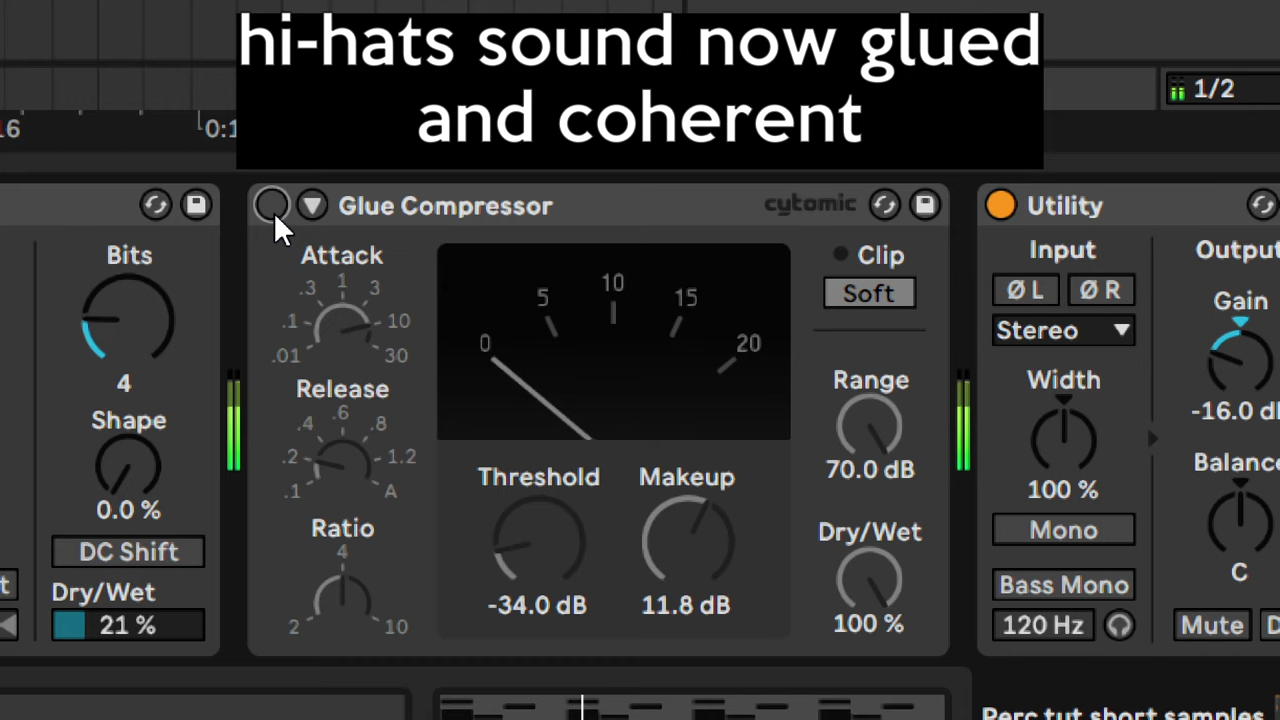 hi-hats sound now glued
and coherent
1/2
16
0:1
Glue Compressor
cytomic
Utility
Bits
4
Shape
0.0 %
DC Shift
t
Dry/Wet
21 %
Attack
.01
.1
.3
1
3
10
30
Release
.1
.2
.4
.6
.8
1.2
A
Ratio
2
4
10
0
5
10
15
20
Threshold
-34.0 dB
Makeup
11.8 dB
Clip
Soft
Range
70.0 dB
Dry/Wet
100 %
Input
Ø L
Ø R
Stereo
Width
100 %
Mono
Bass Mono
120 Hz
Output
Gain
-16.0 dB
Balance
C
Mute
D
Perc tut short samples